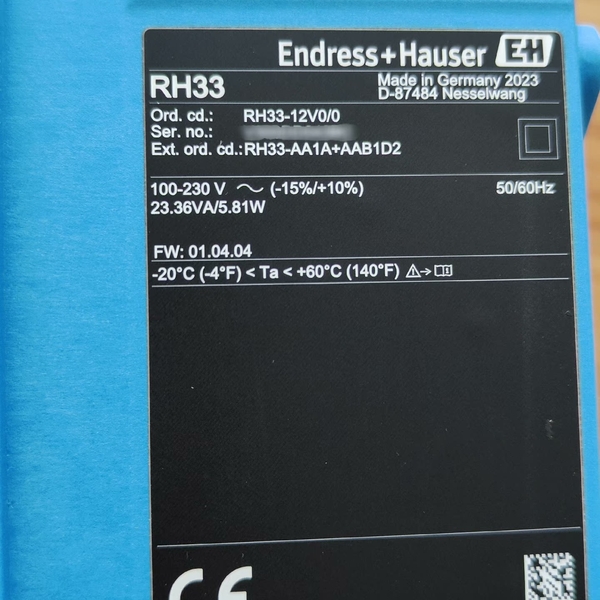 Endress+Hauser EH
RH33
Made in Germany 2023
D-87484 Nesselwang
Ord. cd.: RH33-12V0/0
Ser. no.:
Ext. ord. cd.:RH33-AA1A+AAB1D2
100-230 V ~ (-15%/+10%) 50/60Hz
23.36VA/5.81W
FW: 01.04.04
-20°C (-4°F) < Ta < +60°C (140°F)
CE